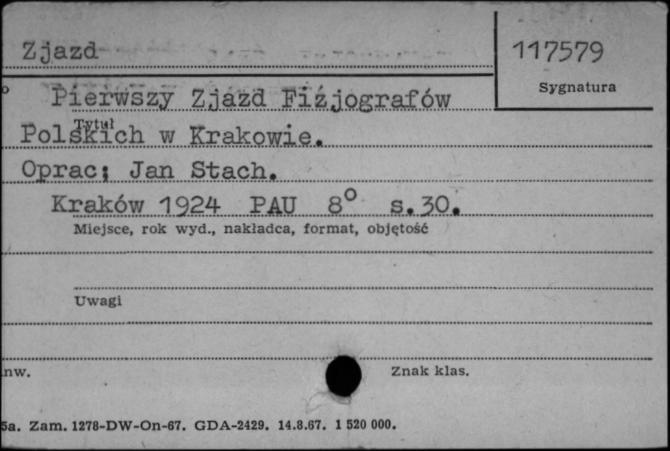 Zjazd
117579
Sygnatura
o Pierwszy Zjazd Fizjografów
Tytuł
Polskich w Krakowie.
Oprac: Jan Stach.
Kraków 1924 PAU 8° s.30.
Miejsce, rok wyd., nakładca, format, objętość
Uwagi
nw.
Znak klas.
5a. Zam. 1278-DW-On-67. GDA-2429. 14.8.67. 1 520 000.